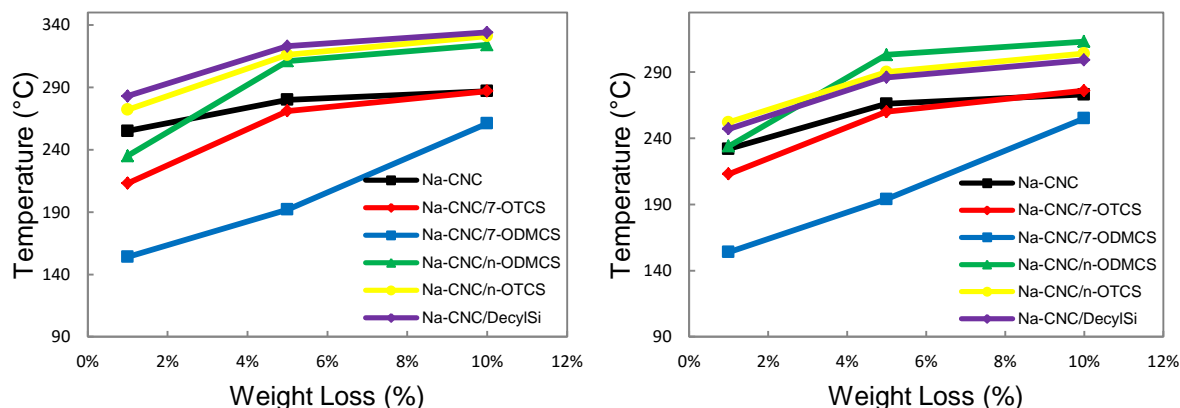 340
290
240
190
140
90
Temperature (°C)
Na-CNC
Na-CNC/7-OTCS
Na-CNC/7-ODMCS
Na-CNC/n-ODMCS
Na-CNC/n-OTCS
Na-CNC/DecylSi
0% 2% 4% 6% 8% 10% 12%
Weight Loss (%)
290
240
190
140
90
Temperature (°C)
Na-CNC
Na-CNC/7-OTCS
Na-CNC/7-ODMCS
Na-CNC/n-ODMCS
Na-CNC/n-OTCS
Na-CNC/DecylSi
0% 2% 4% 6% 8% 10% 12%
Weight Loss (%)